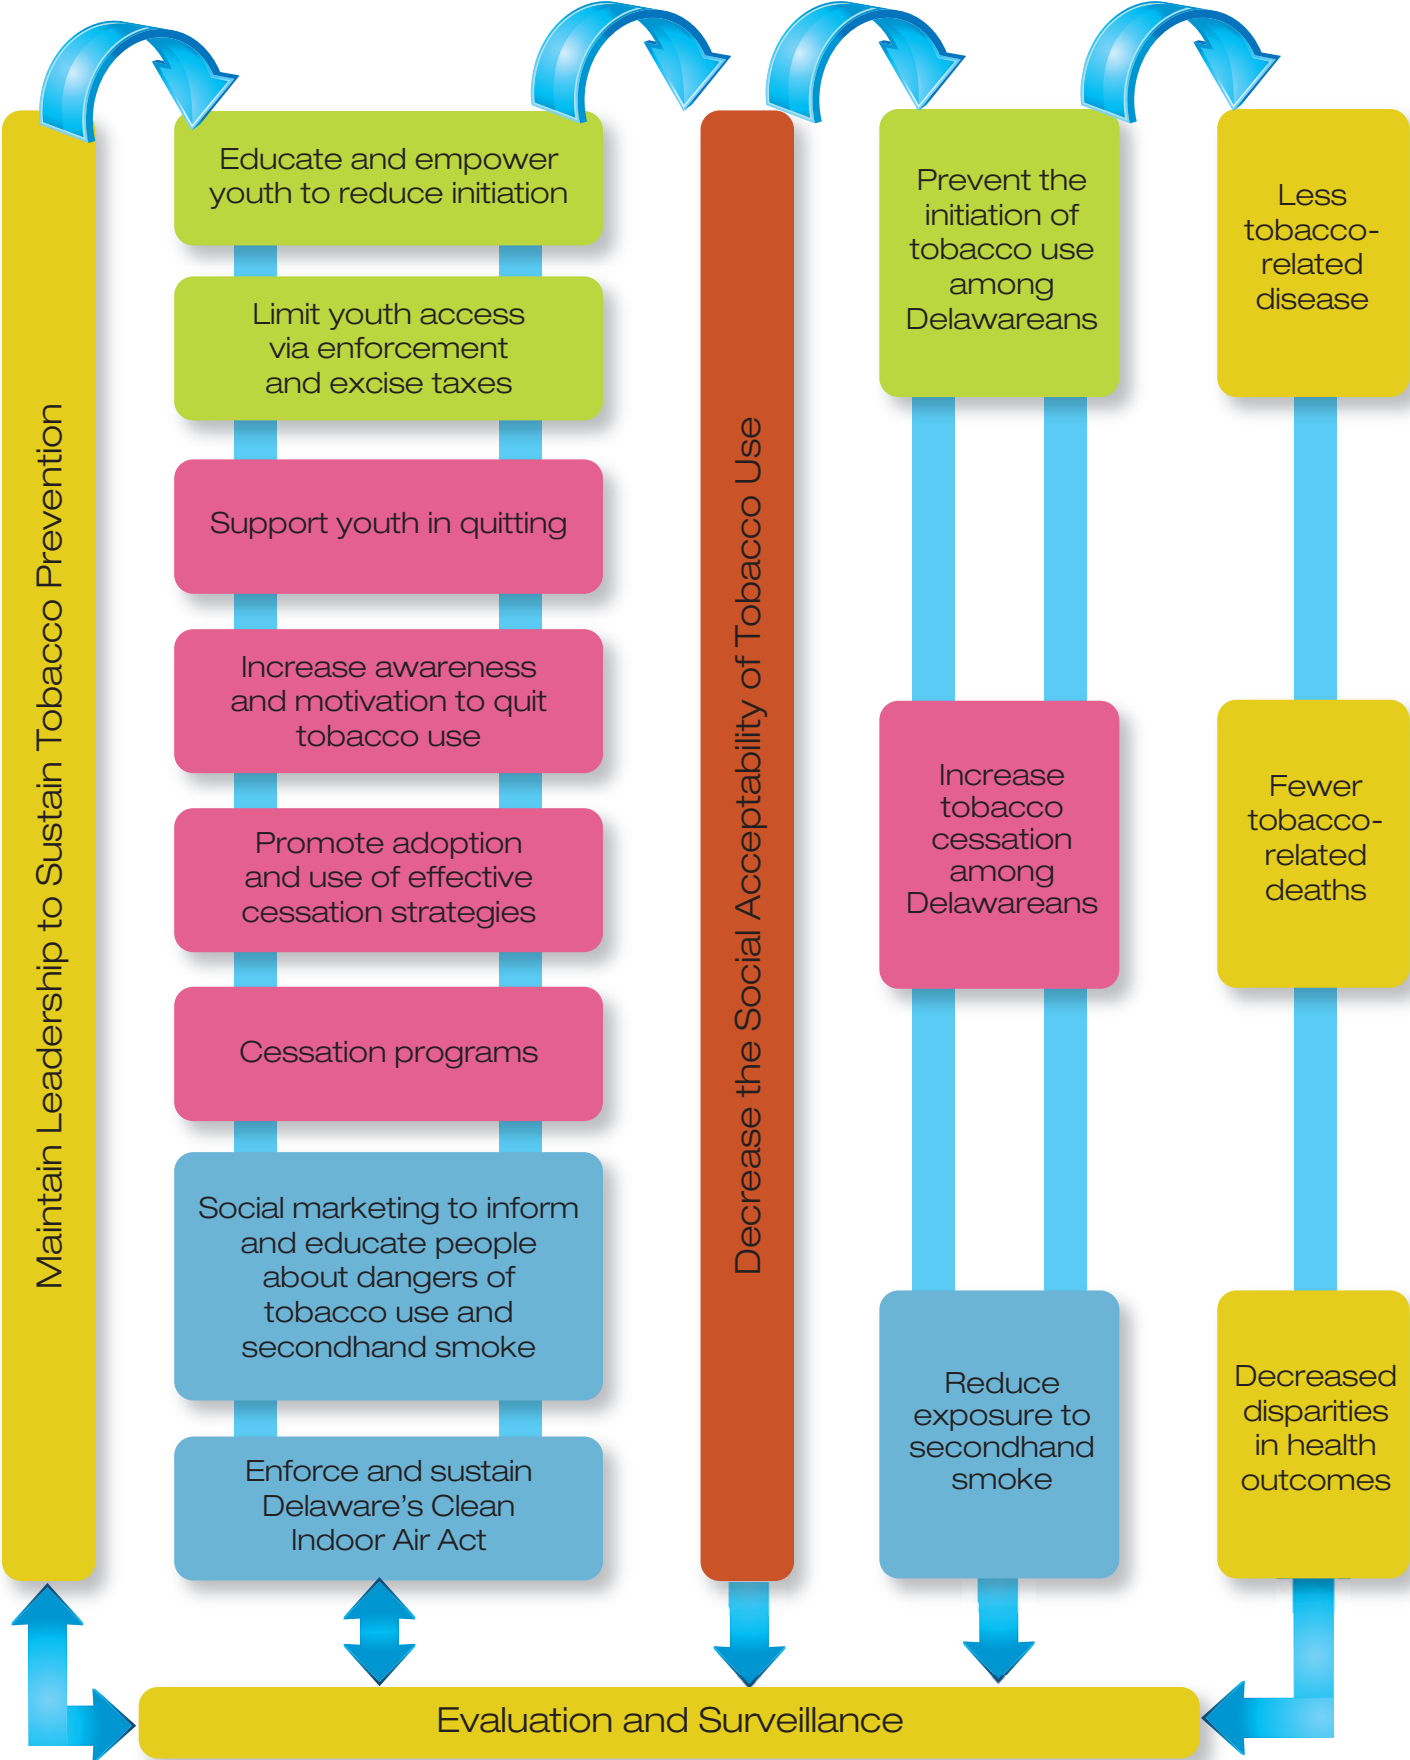 Maintain Leadership to Sustain Tobacco Prevention
Educate and empower
youth to reduce initiation
Limit youth access
via enforcement
and excise taxes
Support youth in quitting
Increase awareness
and motivation to quit
tobacco use
Promote adoption
and use of effective
cessation strategies
Cessation programs
Social marketing to inform
and educate people
about dangers of
tobacco use and
secondhand smoke
Enforce and sustain
Delaware’s Clean
Indoor Air Act
Decrease the Social Acceptability of Tobacco Use
Prevent the
initiation of
tobacco use
among
Delawareans
Increase
tobacco
cessation
among
Delawareans
Reduce
exposure to
secondhand
smoke
Less
tobacco-
related
disease
Fewer
tobacco-
related
deaths
Decreased
disparities
in health
outcomes
Evaluation and Surveillance